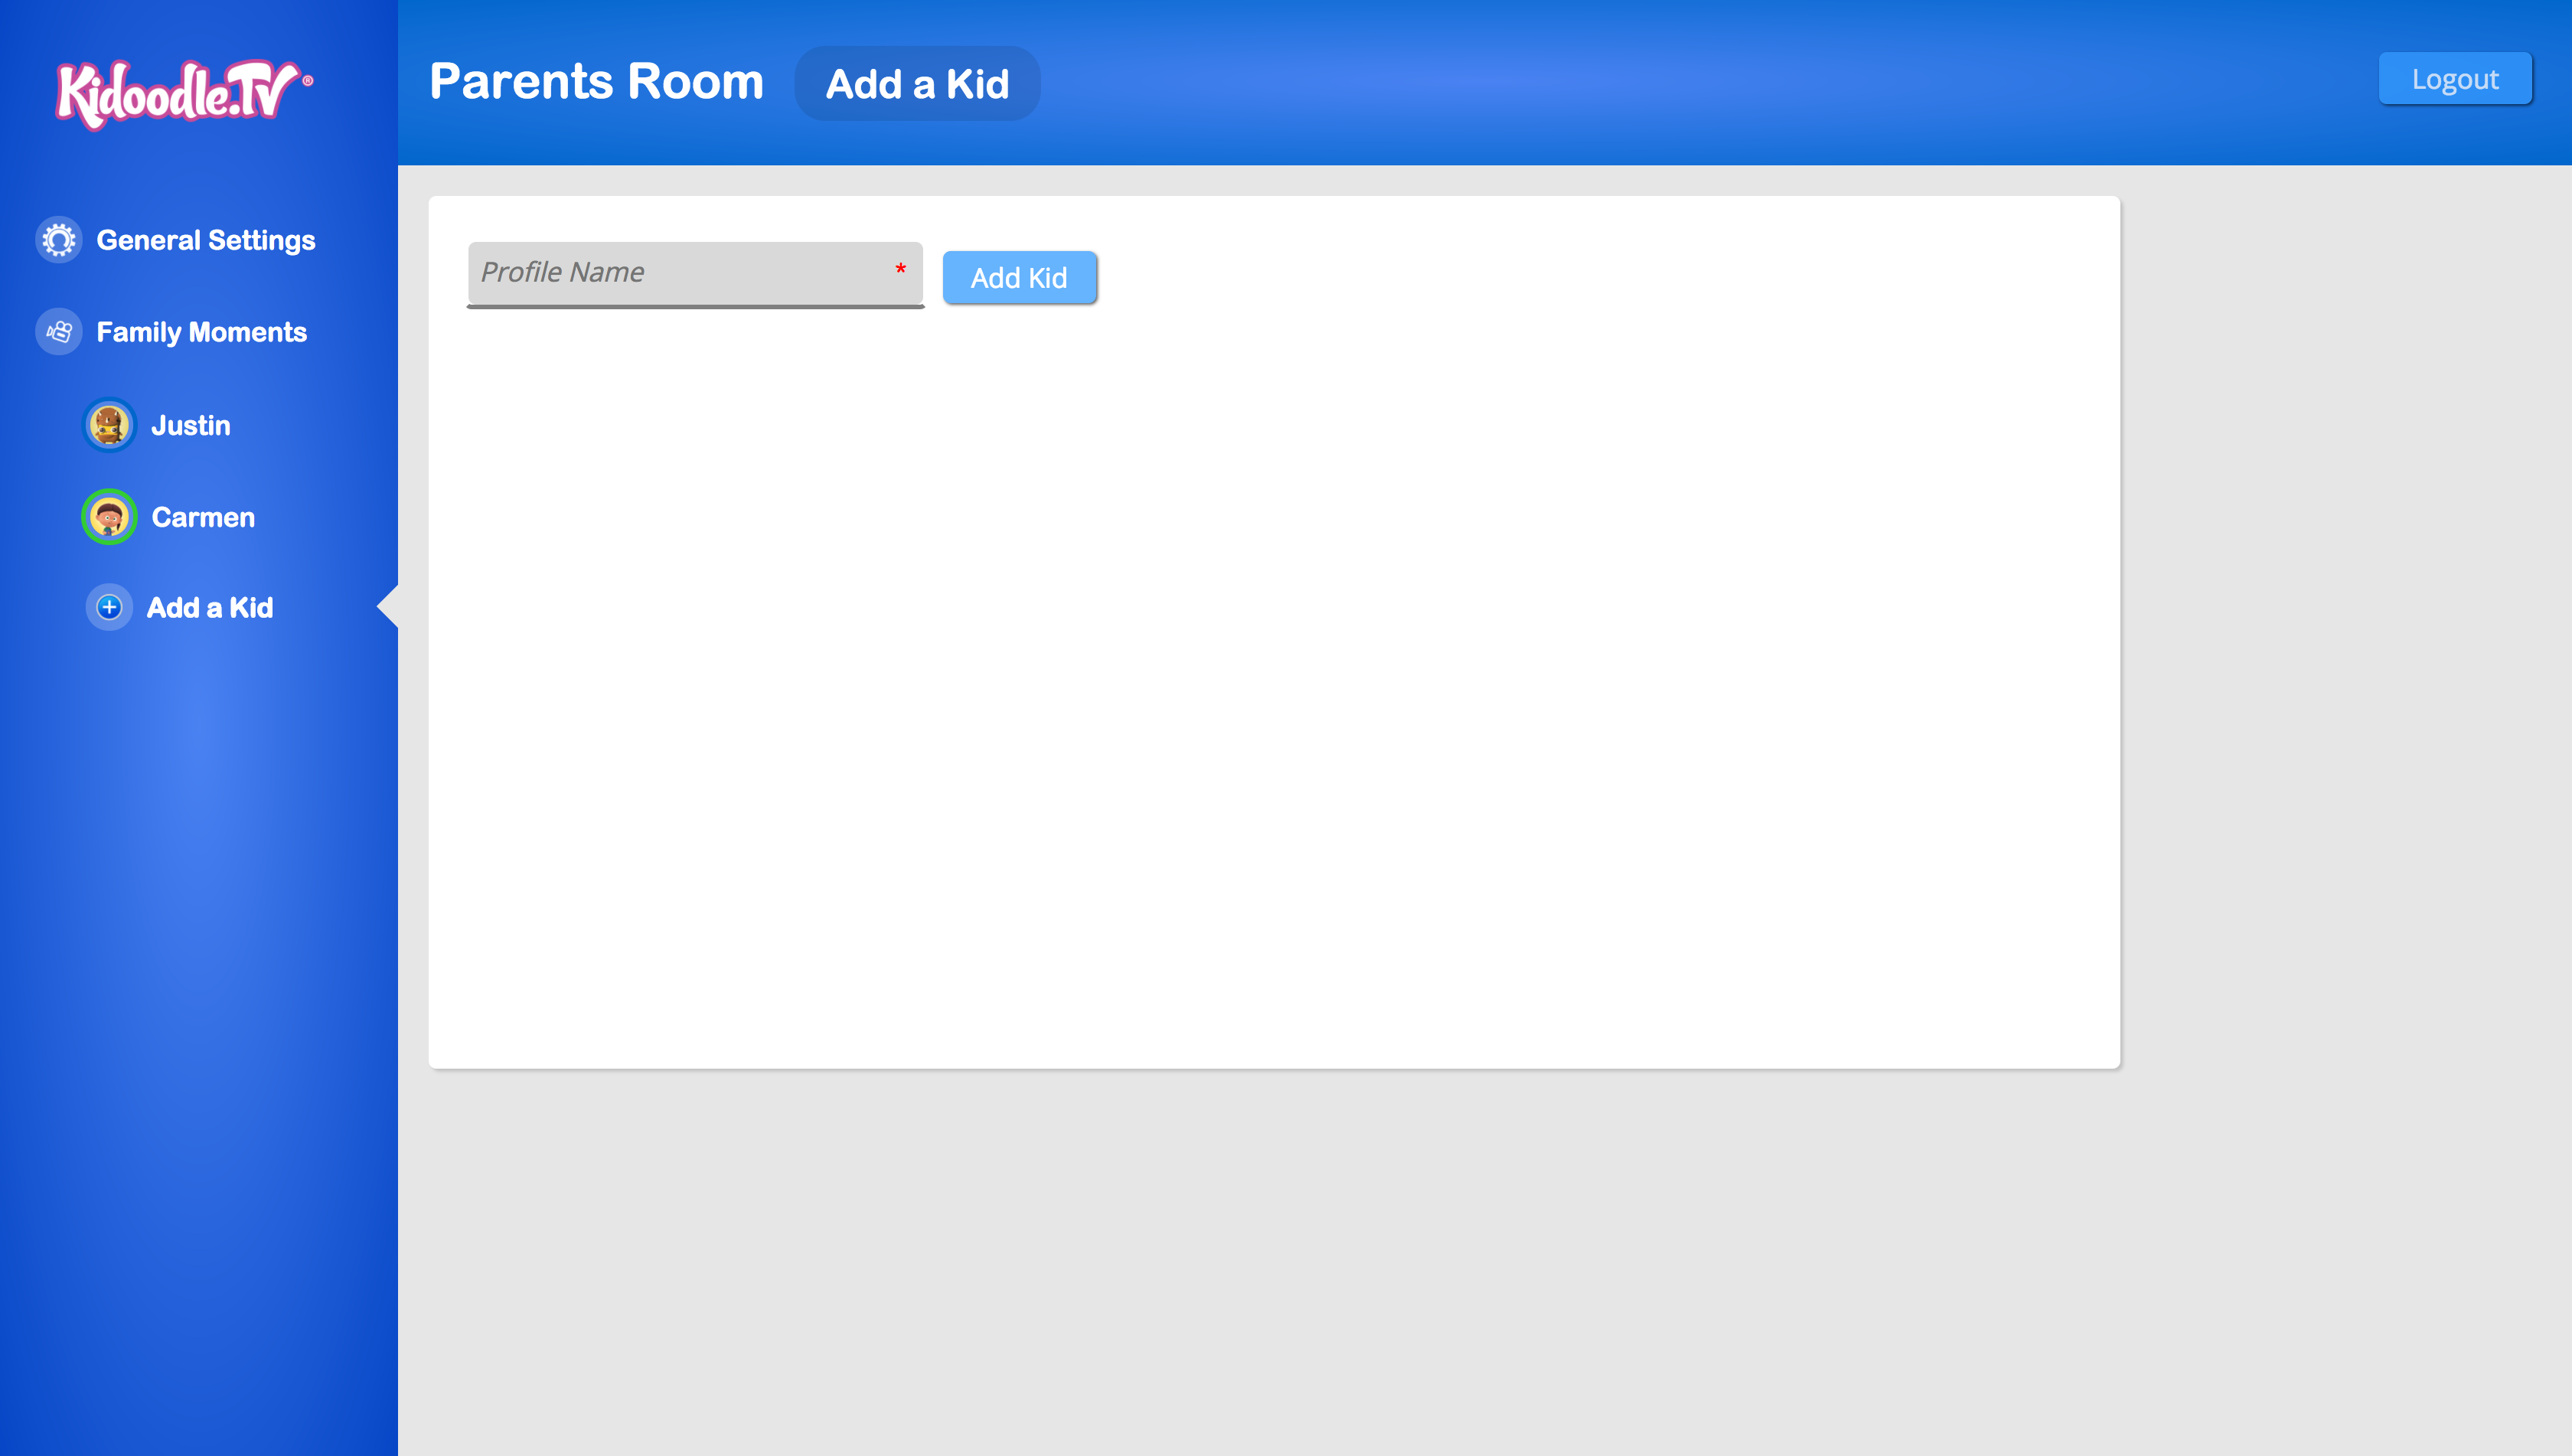 Kidoodle.TV®
Parents Room
Add a Kid
Logout
General Settings
Family Moments
Justin
Carmen
Add a Kid
Profile Name *
Add Kid